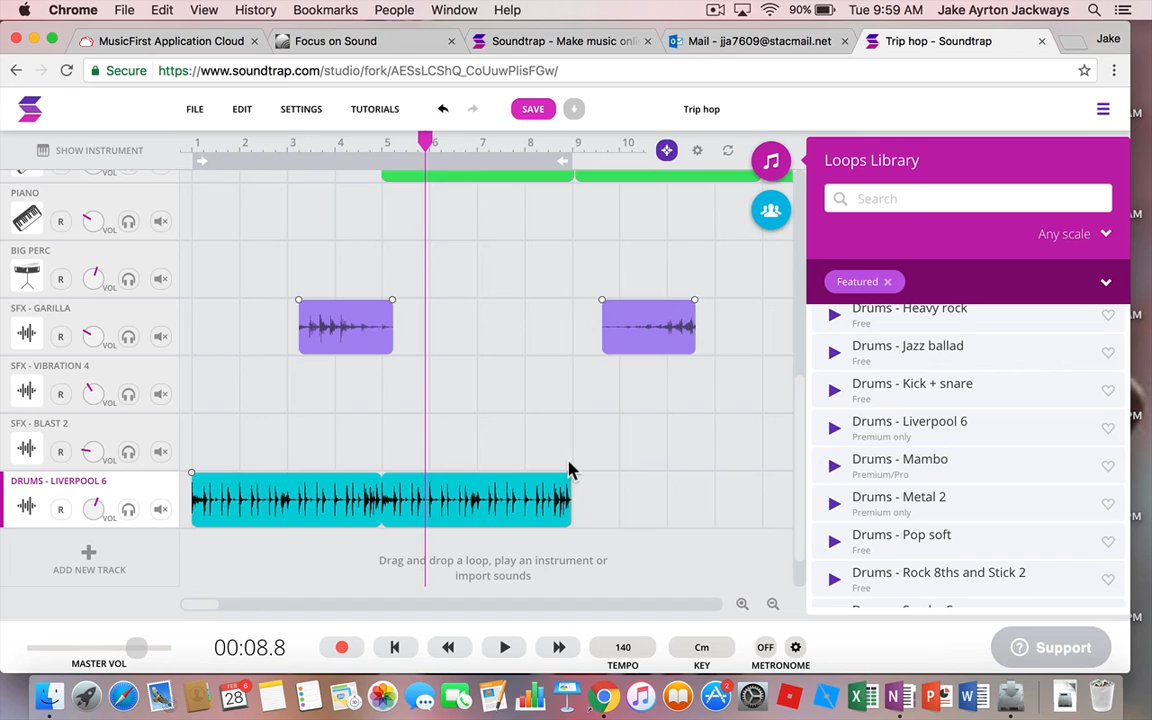 Chrome File Edit View History Bookmarks People Window Help 90% Tue 9:59 AM Jake Ayrton Jackways
MusicFirst Application Cloud Focus on Sound Soundtrap - Make music onli Mail - jja7609@stacmail.net Trip hop - Soundtrap Jake
Secure https://www.soundtrap.com/studio/fork/AESsLCShQ_CoUuwPlisFGw/
FILE EDIT SETTINGS TUTORIALS SAVE Trip hop
SHOW INSTRUMENT 1 2 3 4 5 6 7 8 9 10
Loops Library
Search
Any scale
Featured
PIANO
R VOL
BIG PERC
R VOL
SFX - GARILLA
R VOL
SFX - VIBRATION 4
R VOL
SFX - BLAST 2
R VOL
DRUMS - LIVERPOOL 6
R VOL
ADD NEW TRACK
Drag and drop a loop, play an instrument or
import sounds
Drums - Heavy rock
Free
Drums - Jazz ballad
Free
Drums - Kick + snare
Free
Drums - Liverpool 6
Premium only
Drums - Mambo
Premium/Pro
Drums - Metal 2
Premium only
Drums - Pop soft
Free
Drums - Rock 8ths and Stick 2
Free
MASTER VOL
00:08.8
140
TEMPO
Cm
KEY
OFF
METRONOME
Support
FEB 6
28
2